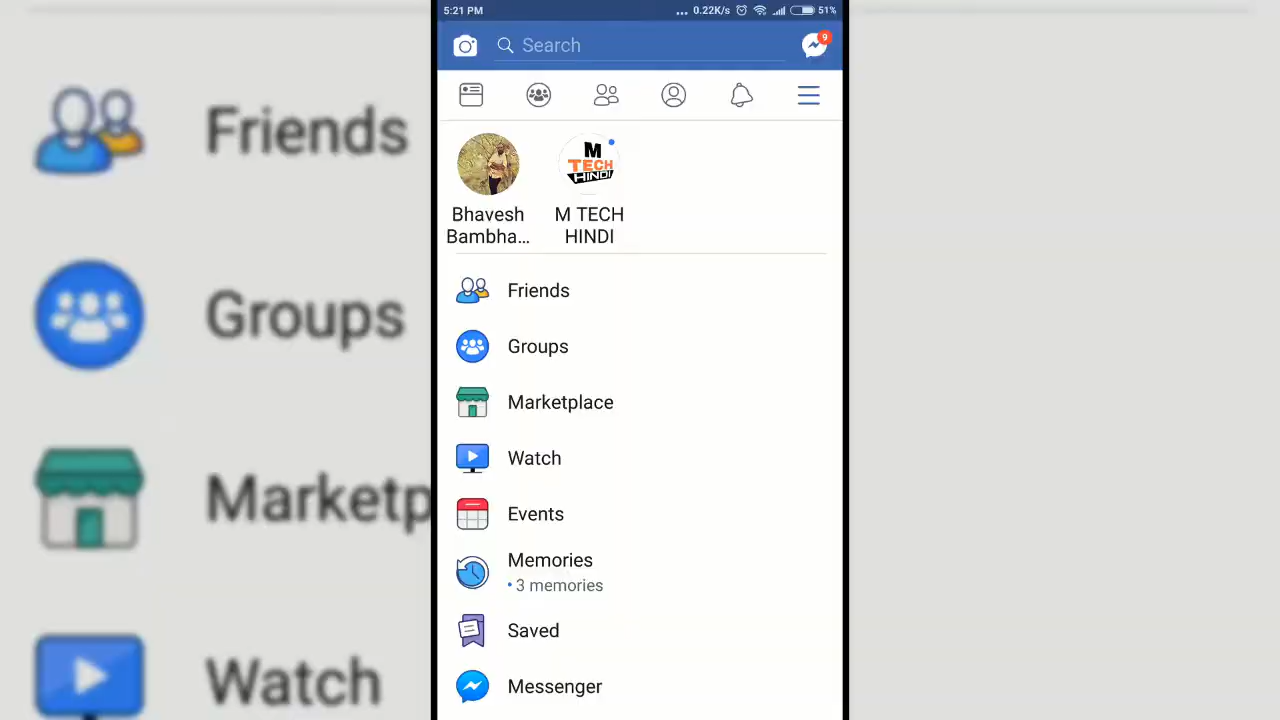 5:21 PM
... 0.22K/s
51%
Search
9
M
TECH
HINDI
Bhavesh
Bambha...
M TECH
HINDI
Friends
Groups
Marketplace
Watch
Events
Memories
• 3 memories
Saved
Messenger
Friends
Groups
Marketp
Watch